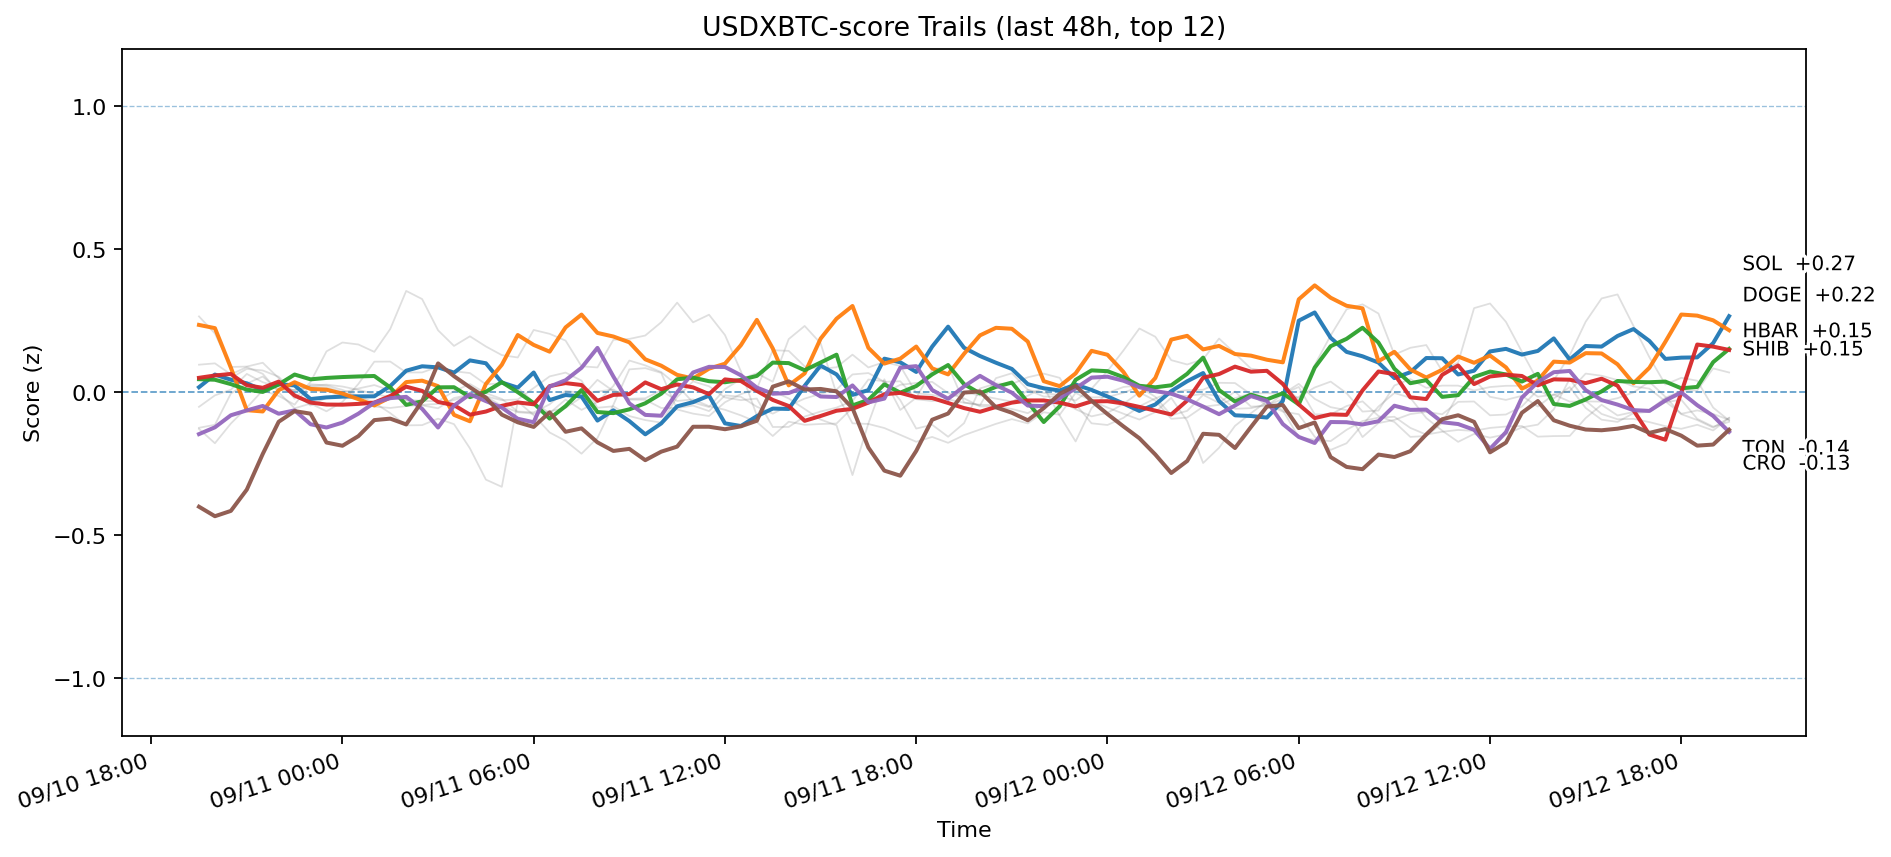 USDXBTC-score Trails (last 48h, top 12)
Score (z)
1.0
0.5
0.0
−0.5
−1.0
SOL +0.27
DOGE +0.22
HBAR +0.15
SHIB +0.15
TON -0.14
CRO -0.13
09/10 18:00
09/11 00:00
09/11 06:00
09/11 12:00
09/11 18:00
09/12 00:00
09/12 06:00
09/12 12:00
09/12 18:00
Time